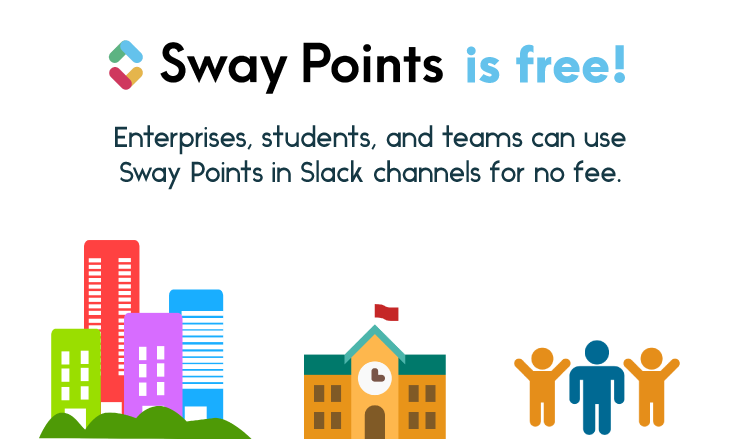 Sway Points is free!
Enterprises, students, and teams can use
Sway Points in Slack channels for no fee.